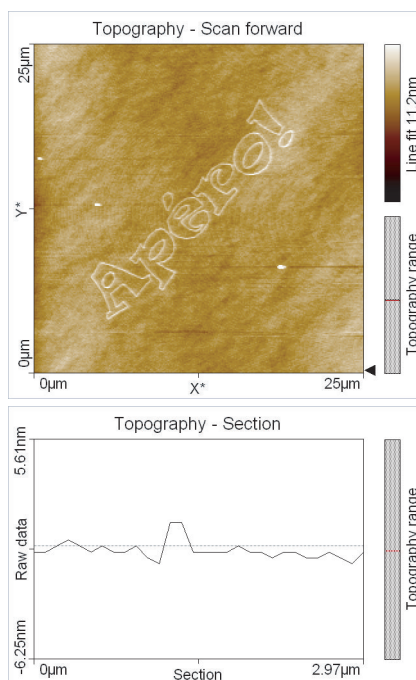 Topography - Scan forward
25µm
Line fit 11.2nm
Y*
Apéro!
0µm
0µm
X*
25µm
Topography range
Topography - Section
5.61nm
Raw data
-6.25nm
0µm
Section
2.97µm
Topography range